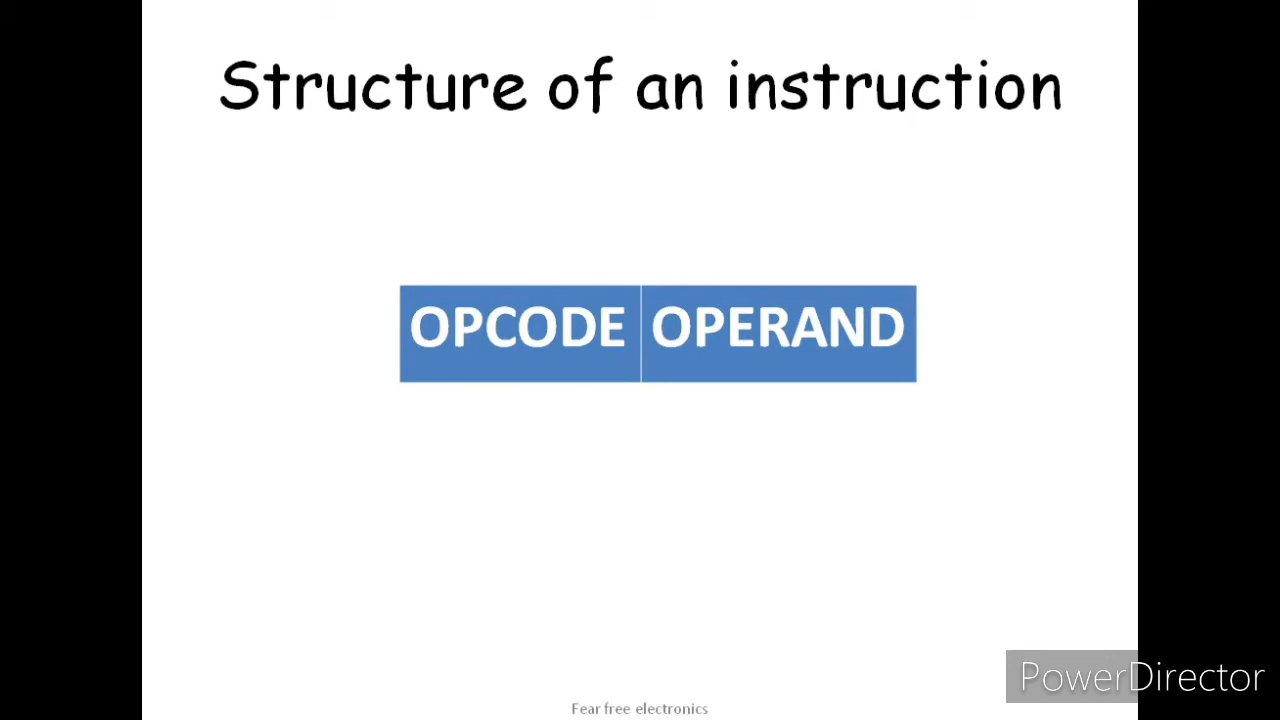 Structure of an instruction
OPCODE OPERAND
PowerDirector
Fear free electronics